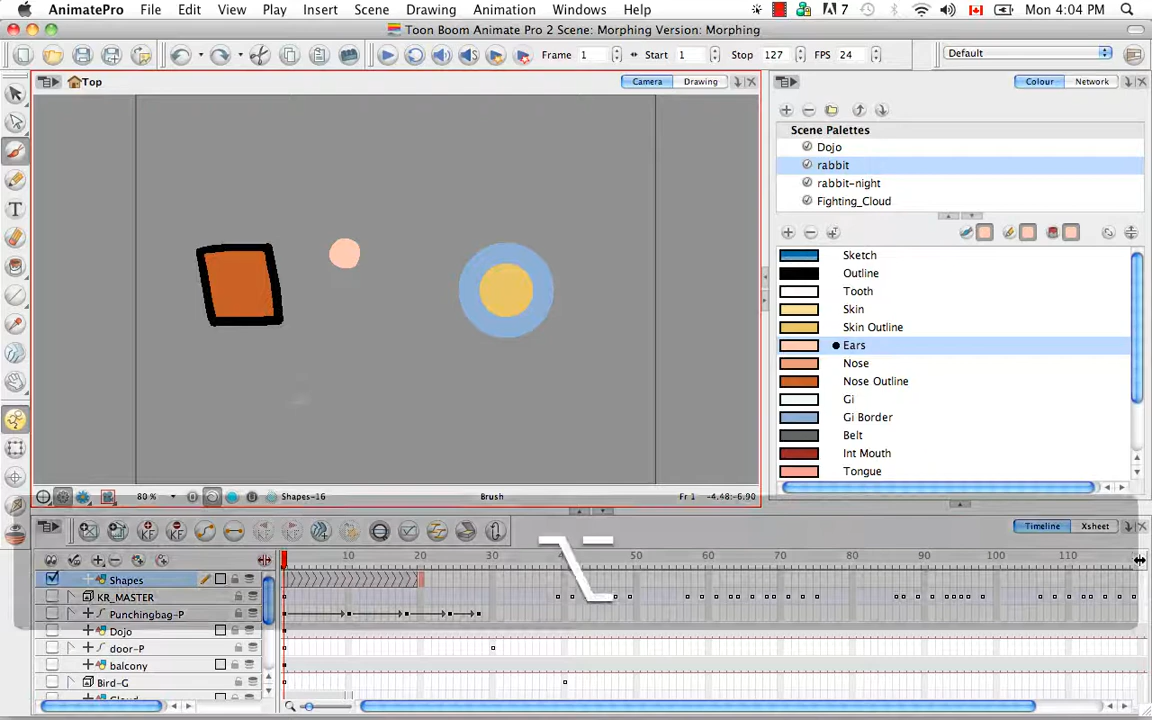 AnimatePro File Edit View Play Insert Scene Drawing Animation Windows Help 7 Mon 4:04 PM
Toon Boom Animate Pro 2 Scene: Morphing Version: Morphing
Frame 1 Start 1 Stop 127 FPS 24 Default
Top Camera Drawing Colour Network
Scene Palettes
Dojo
rabbit
rabbit-night
Fighting_Cloud
Sketch
Outline
Tooth
Skin
Skin Outline
Ears
Nose
Nose Outline
Gi
Gi Border
Belt
Int Mouth
Tongue
80% Shapes-16 Brush Fr 1 -4.48:-6.90
Timeline Xsheet
10 20 30 4 50 60 70 80 90 100 110
Shapes
KR_MASTER
Punchingbag-P
Dojo
door-P
balcony
Bird-G
Cloud